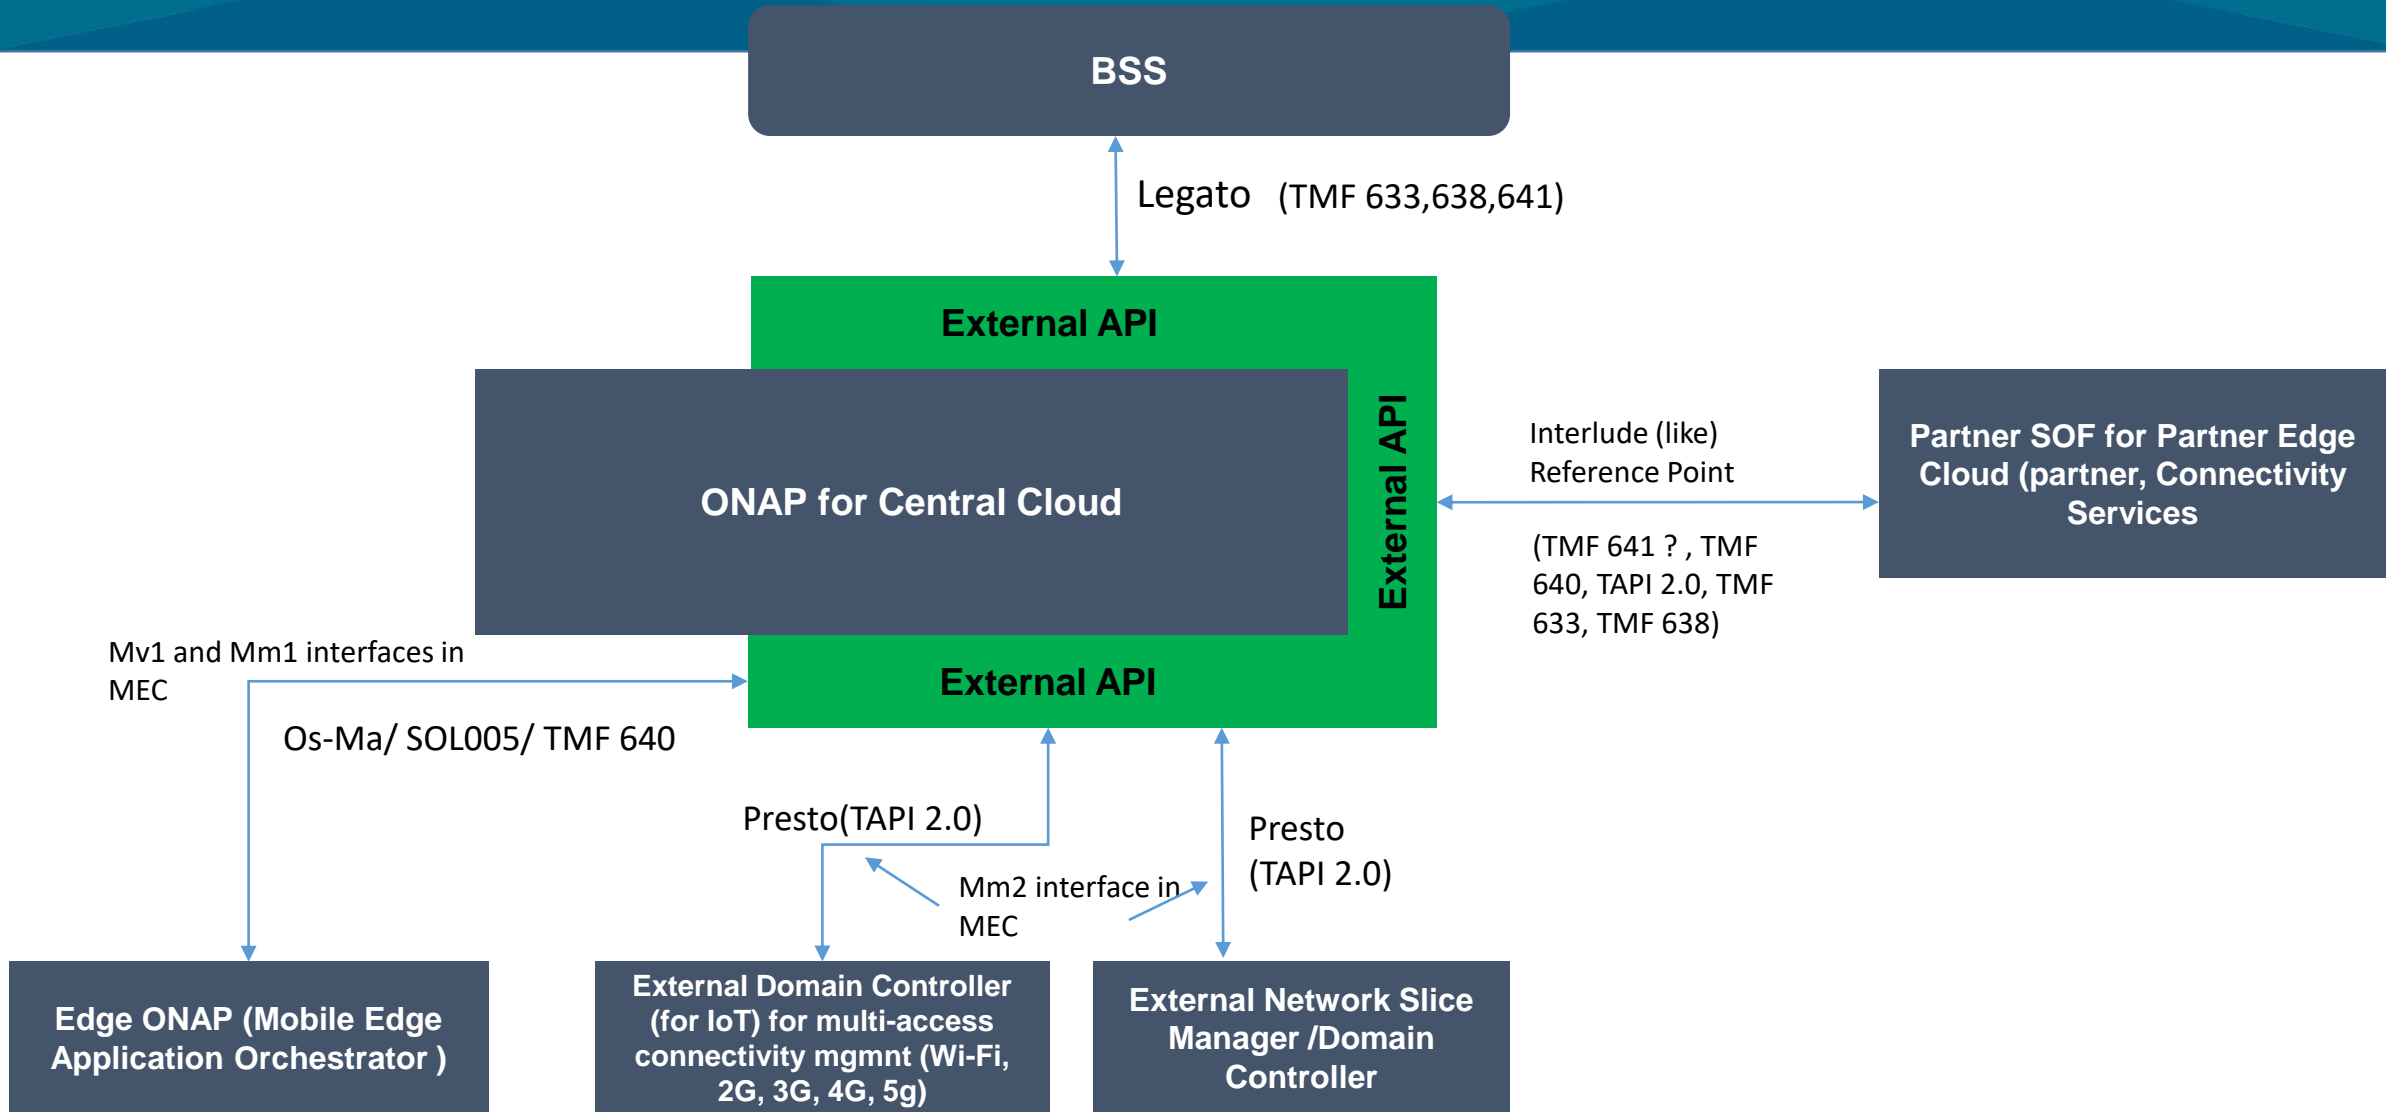 BSS
Legato (TMF 633,638,641)
External API
ONAP for Central Cloud
External API
Interlude (like)
Reference Point
(TMF 641 ? , TMF
640, TAPI 2.0, TMF
633, TMF 638)
Partner SOF for Partner Edge
Cloud (partner, Connectivity
Services
Mv1 and Mm1 interfaces in
MEC
External API
Os-Ma/ SOL005/ TMF 640
Presto(TAPI 2.0)
Presto
(TAPI 2.0)
Mm2 interface in
MEC
Edge ONAP (Mobile Edge
Application Orchestrator )
External Domain Controller
(for IoT) for multi-access
connectivity mgmnt (Wi-Fi,
2G, 3G, 4G, 5g)
External Network Slice
Manager /Domain
Controller